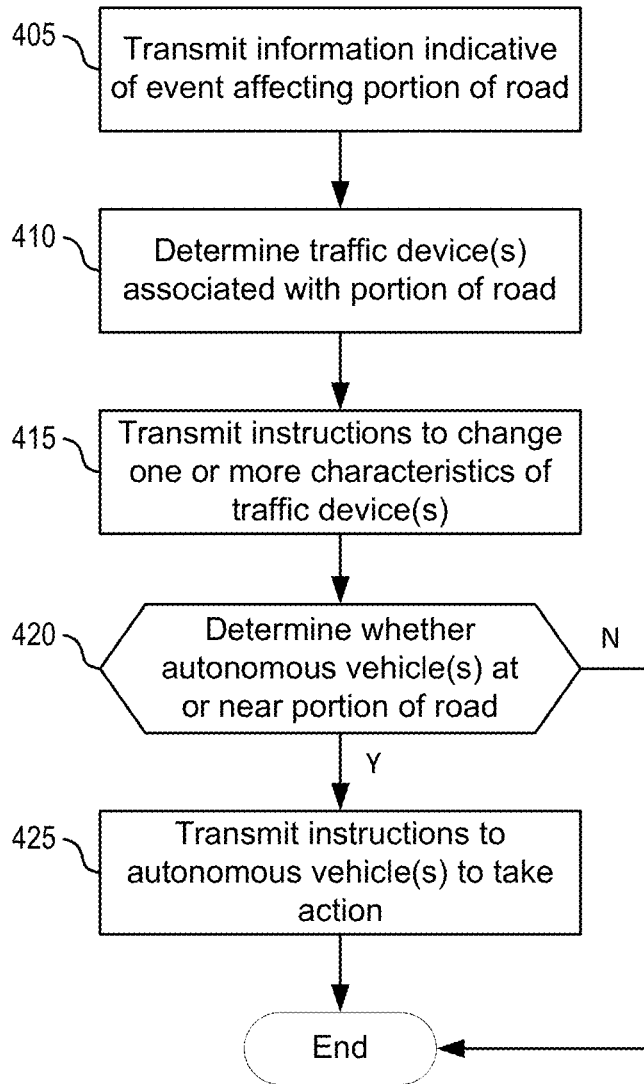 405
Transmit information indicative
of event affecting portion of road
410
Determine traffic device(s)
associated with portion of road
415
Transmit instructions to change
one or more characteristics of
traffic device(s)
420
Determine whether
autonomous vehicle(s) at
or near portion of road
N
Y
425
Transmit instructions to
autonomous vehicle(s) to take
action
End